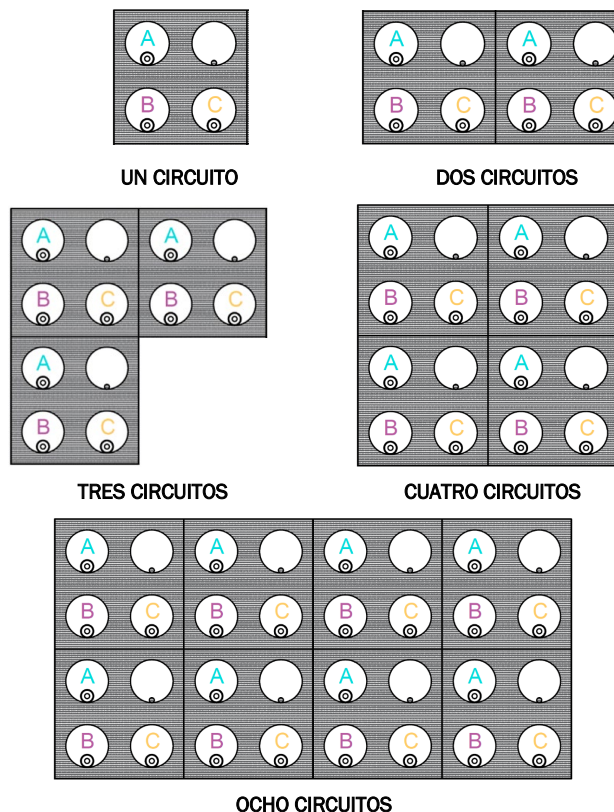 A A A
B C B C B C
UN CIRCUITO DOS CIRCUITOS
A A A A
B C B C B C B C
A A A
B C B C B C
TRES CIRCUITOS CUATRO CIRCUITOS
A A A A
B C B C B C B C
A A A A
B C B C B C B C
OCHO CIRCUITOS